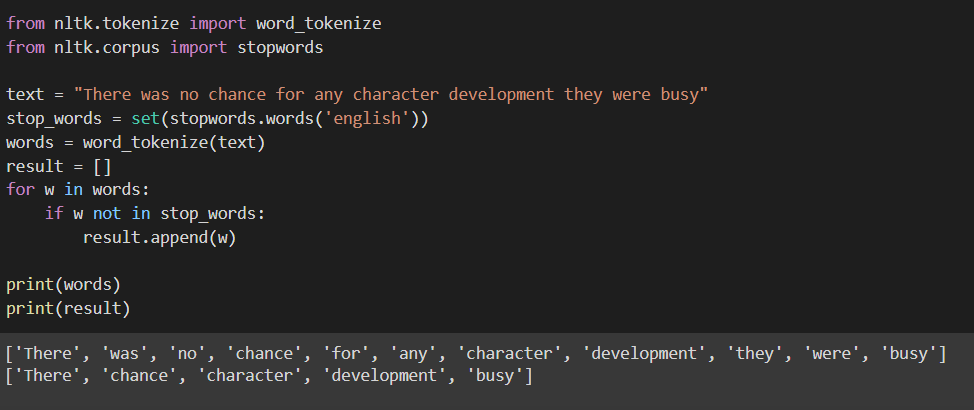 from nltk.tokenize import word_tokenize
from nltk.corpus import stopwords

text = "There was no chance for any character development they were busy"
stop_words = set(stopwords.words('english'))
words = word_tokenize(text)
result = []
for w in words:
    if w not in stop_words:
        result.append(w)

print(words)
print(result)
['There', 'was', 'no', 'chance', 'for', 'any', 'character', 'development', 'they', 'were', 'busy']
['There', 'chance', 'character', 'development', 'busy']